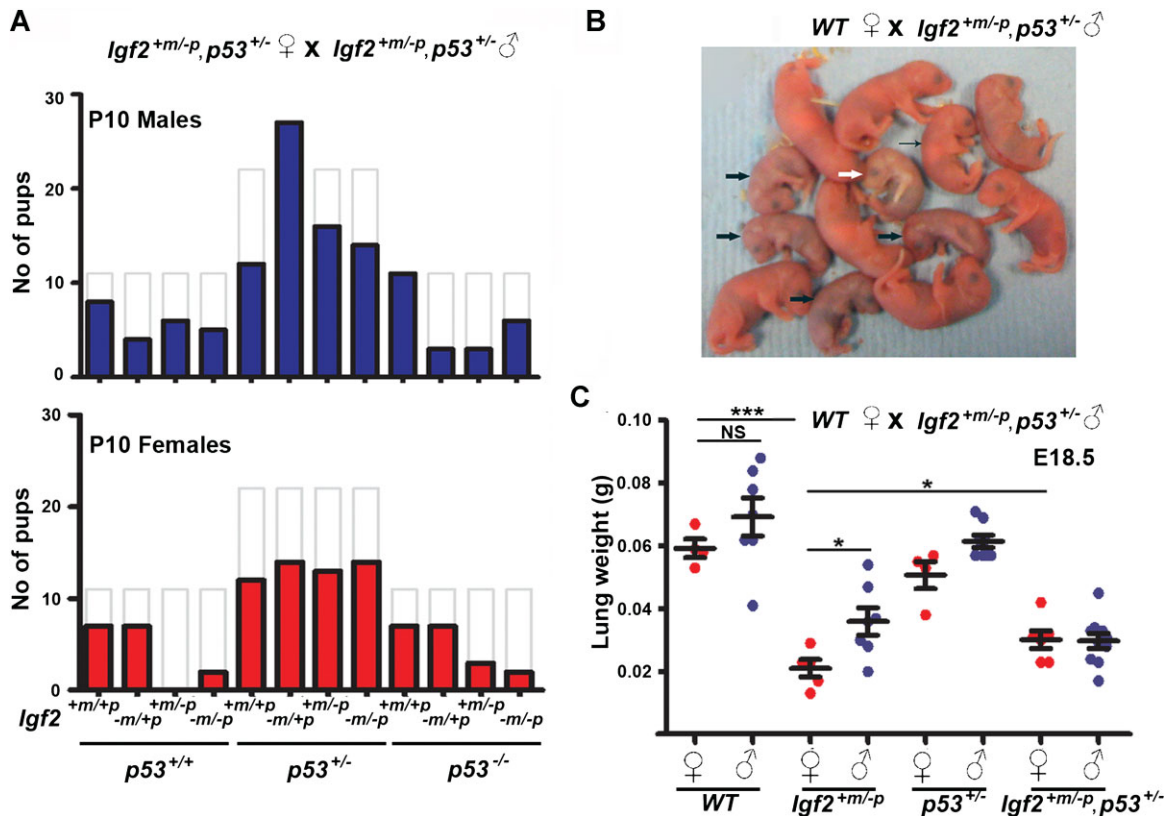 A
Igf2+m/-p, p53+/- ♀ x Igf2+m/-p, p53+/- ♂
30
P10 Males
20
10
0
No of pups
30
P10 Females
20
10
0
No of pups
Igf2 +m/+p -m/+p +m/-p -m/-p +m/+p -m/+p +m/-p -m/-p +m/+p -m/+p +m/-p -m/-p
p53+/+ p53+/- p53-/-
B
WT ♀ x Igf2+m/-p, p53+/- ♂
C
WT ♀ x Igf2+m/-p, p53+/- ♂
E18.5
***
NS
*
*
0.10
0.08
0.06
0.04
0.02
Lung weight (g)
♀ ♂ ♀ ♂ ♀ ♂ ♀ ♂
WT Igf2+m/-p p53+/- Igf2+m/-p, p53+/-